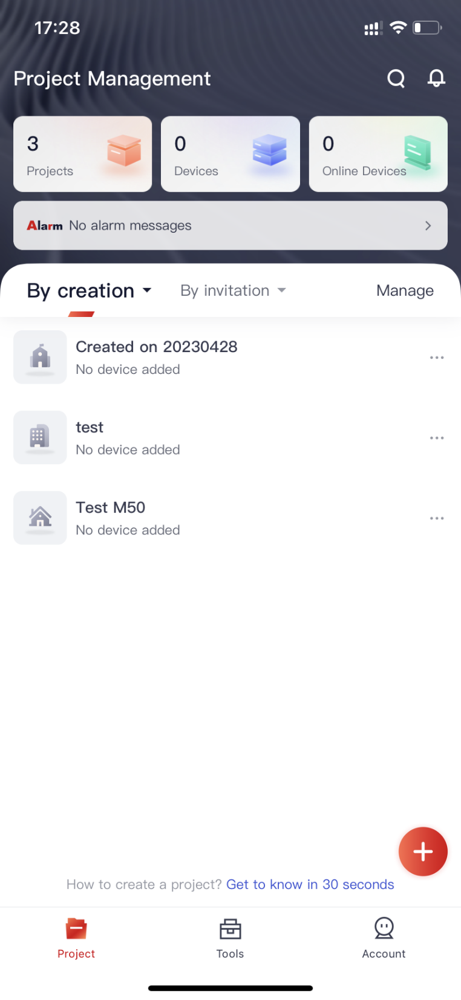 17:28
Project Management
3
Projects
0
Devices
0
Online Devices
Alarm No alarm messages
By creation By invitation Manage
Created on 20230428
No device added
test
No device added
Test M50
No device added
How to create a project? Get to know in 30 seconds
Project Tools Account